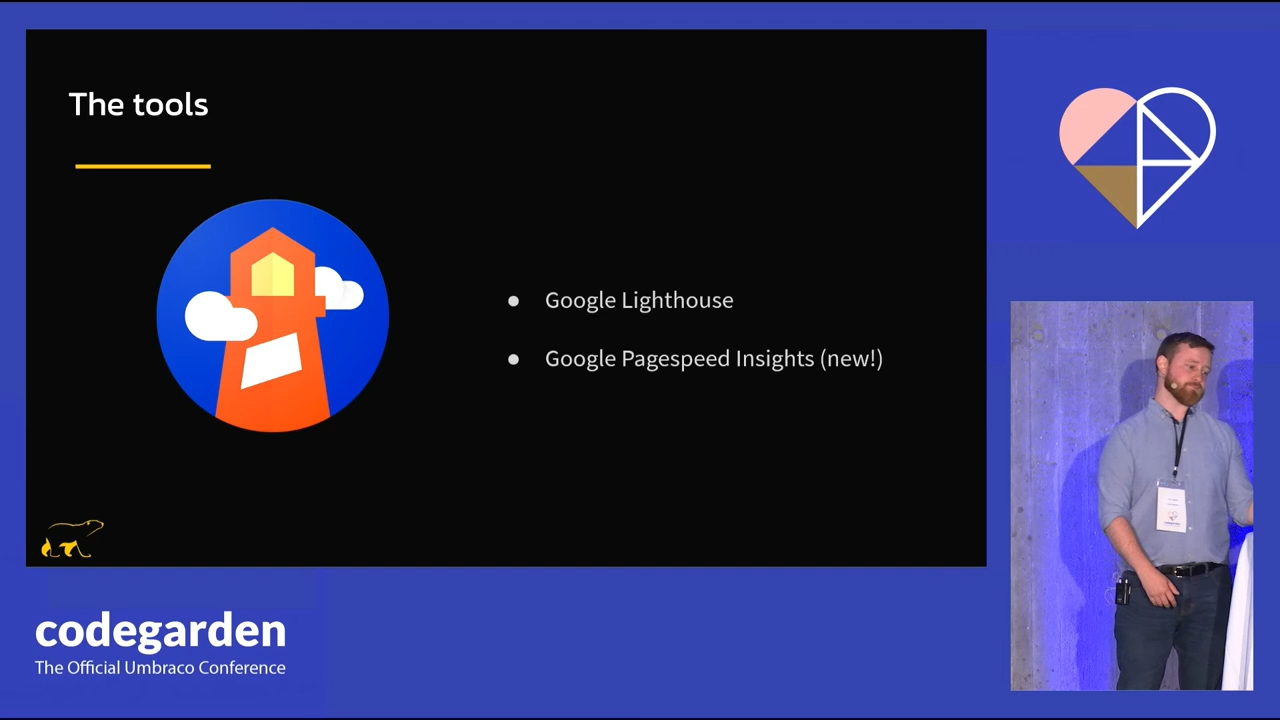 The tools
● Google Lighthouse
● Google Pagespeed Insights (new!)
codegarden
The Official Umbraco Conference